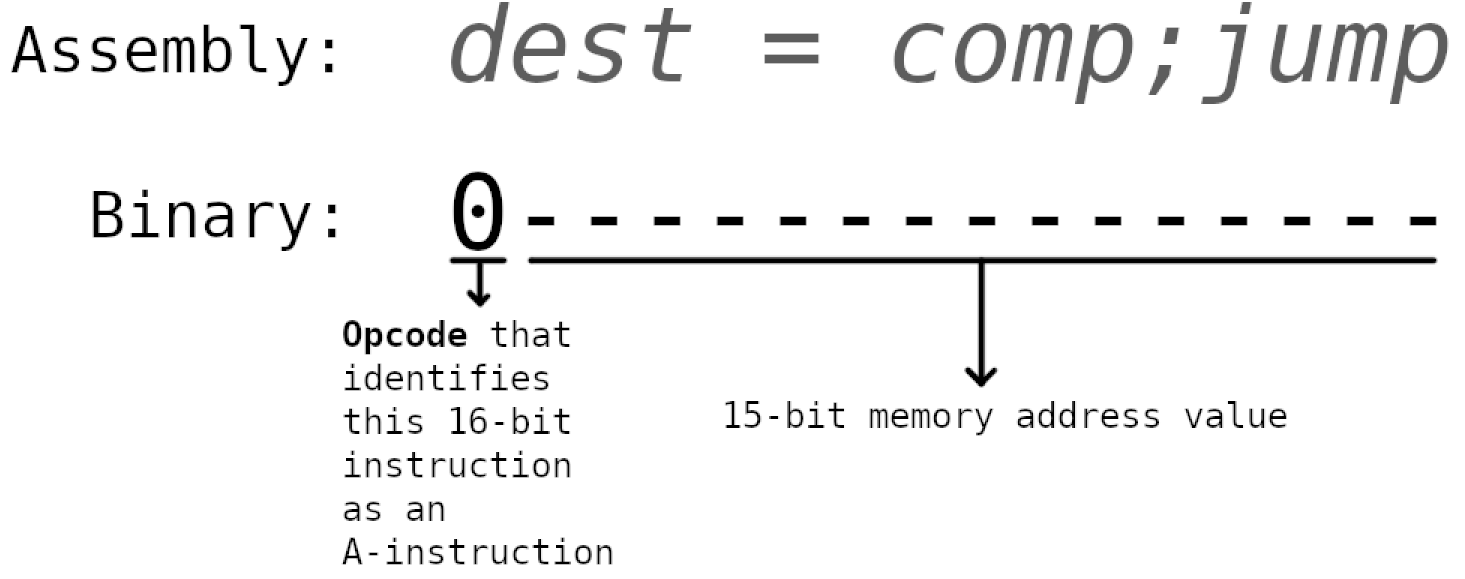 Assembly: dest = comp;jump
Binary: 0 - - - - - - - - - - - - - - -
Opcode that
identifies
this 16-bit
instruction
as an
A-instruction
15-bit memory address value